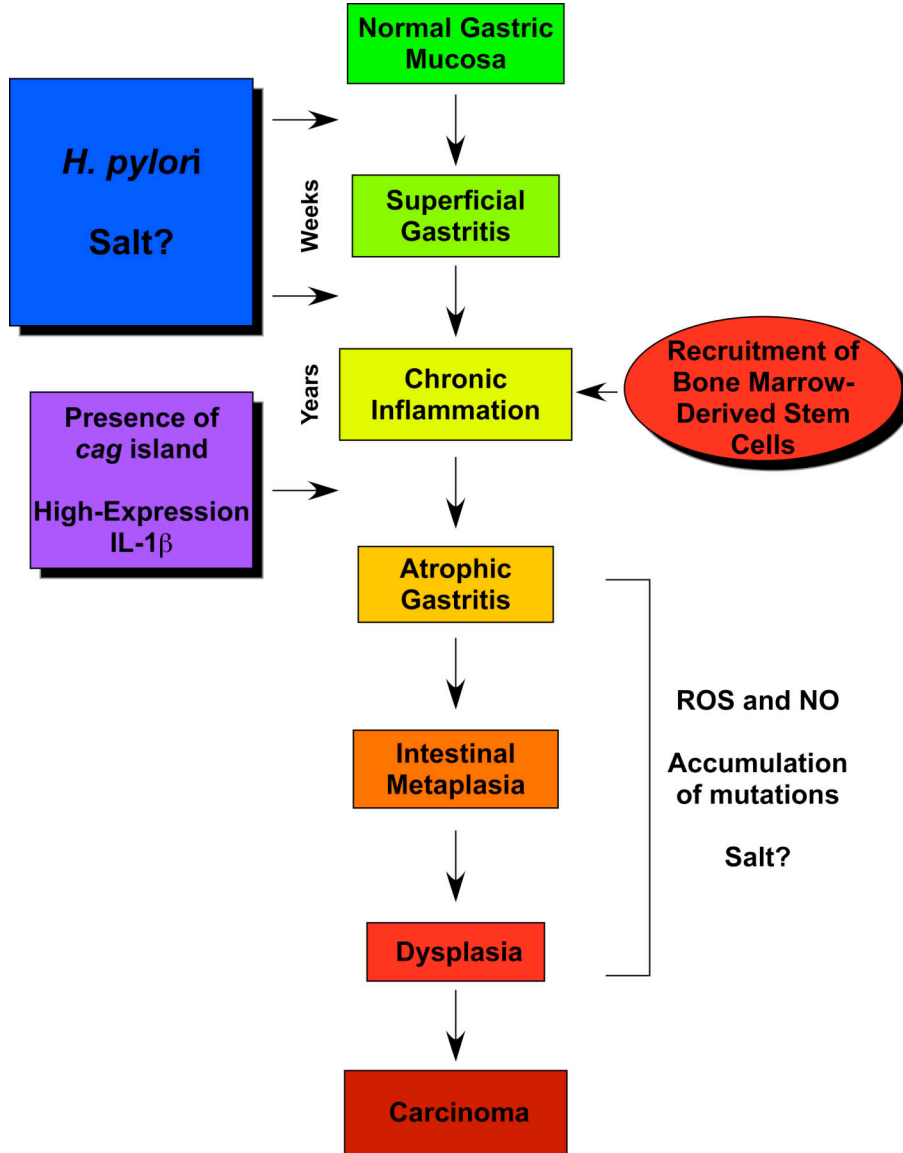 Normal Gastric
Mucosa
H. pylori
Salt?
Weeks
Superficial
Gastritis
Years
Chronic
Inflammation
Recruitment of
Bone Marrow-
Derived Stem
Cells
Presence of
cag island
High-Expression
IL-1β
Atrophic
Gastritis
Intestinal
Metaplasia
ROS and NO
Accumulation
of mutations
Salt?
Dysplasia
Carcinoma